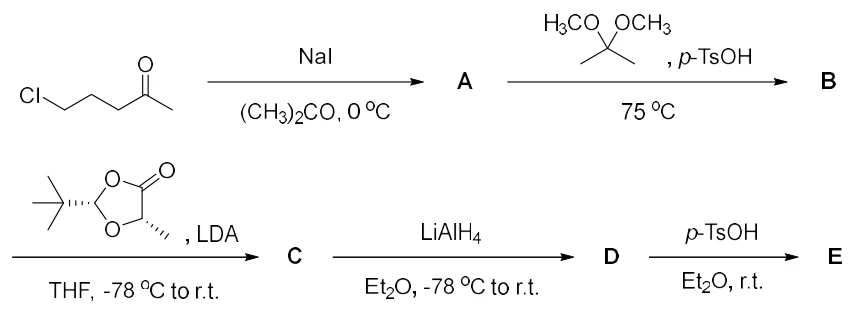 H₃CO OCH₃
NaI
, p-TsOH
O
Cl
A
B
(CH₃)₂CO, 0 °C
75 °C
O
O
O
, LDA
LiAlH₄
p-TsOH
C
D
E
THF, -78 °C to r.t.
Et₂O, -78 °C to r.t.
Et₂O, r.t.